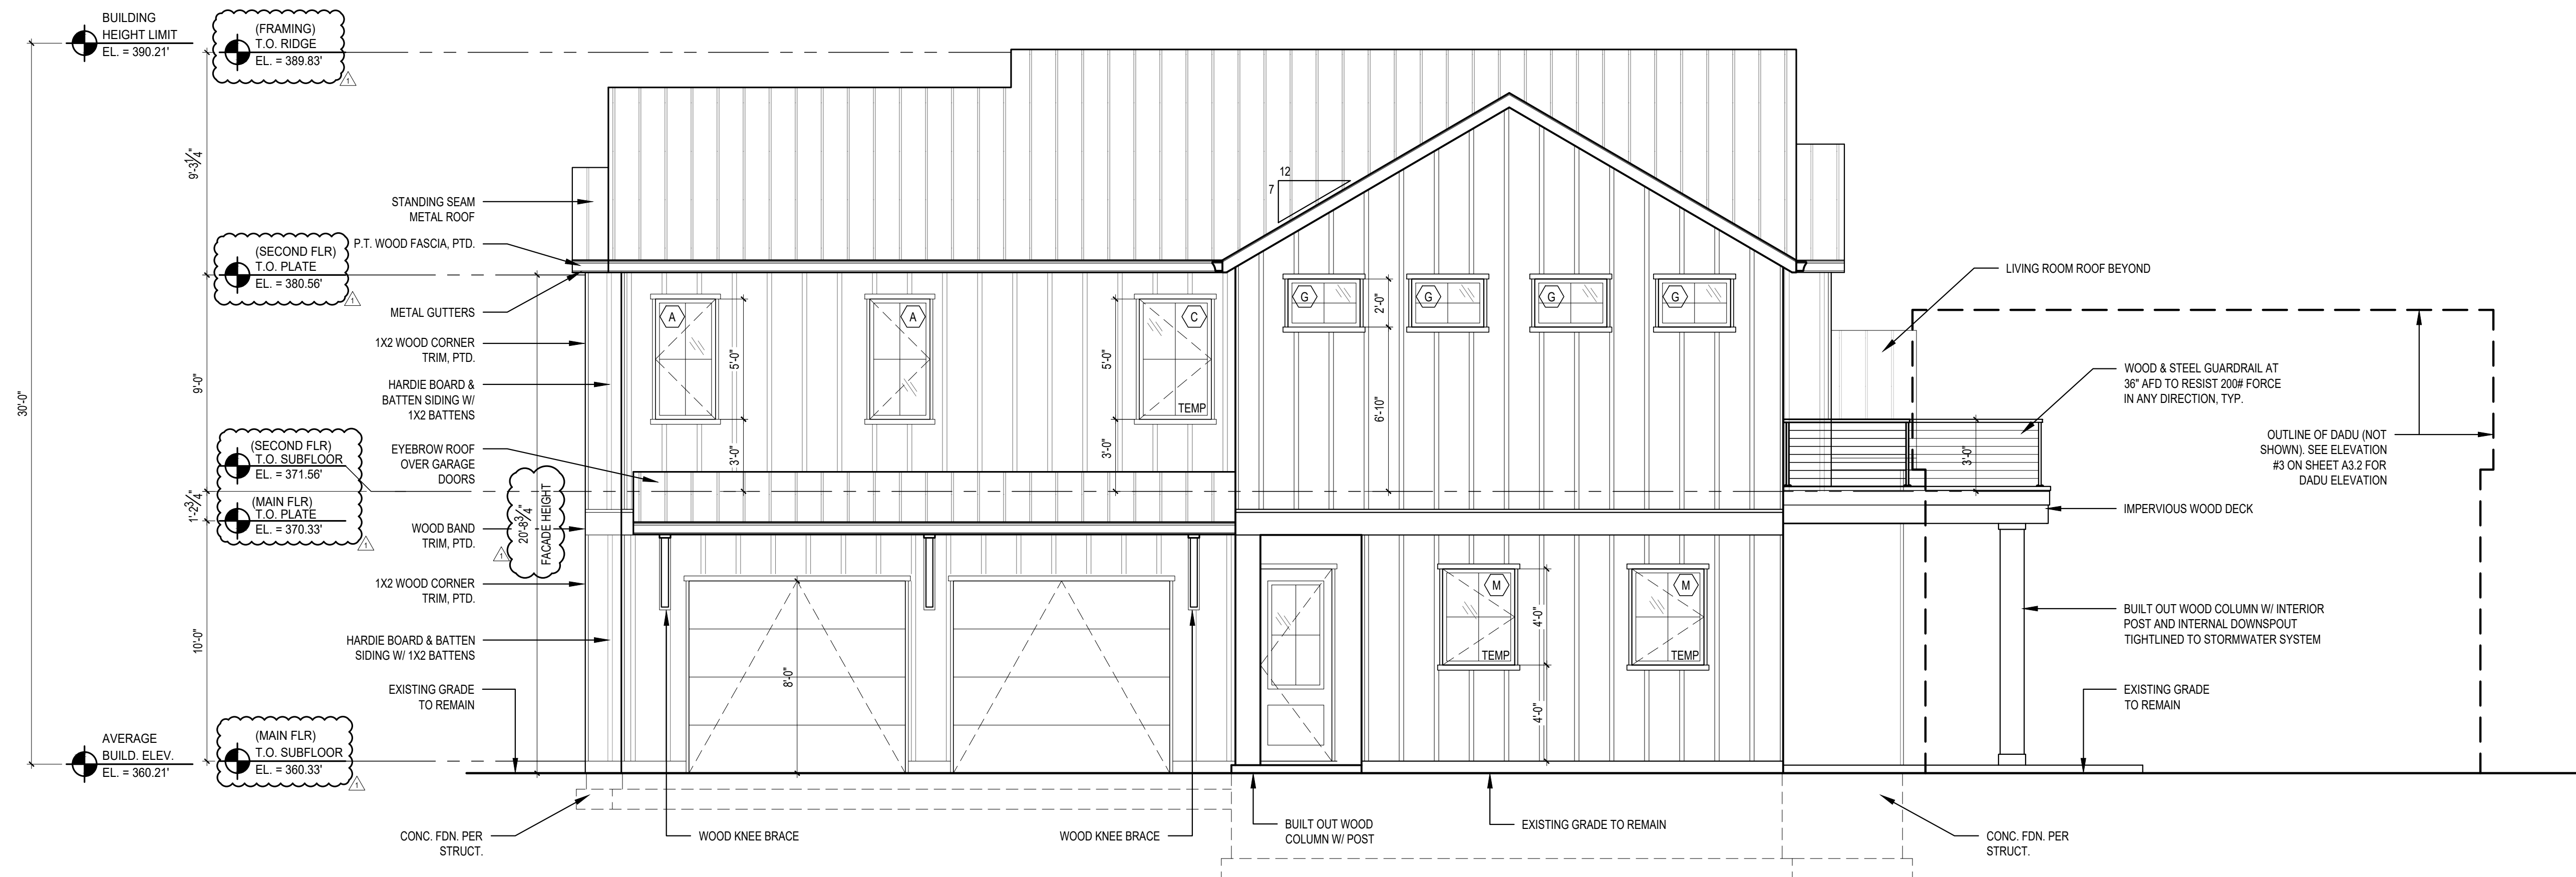 BUILDING
HEIGHT LIMIT
EL. = 390.21'
(FRAMING)
T.O. RIDGE
EL. = 389.83'
1
30'-0"
9'-3 1/4"
9'-0"
1'-2 3/4"
10'-0"
(SECOND FLR)
T.O. PLATE
EL. = 380.56'
1
(SECOND FLR)
T.O. SUBFLOOR
EL. = 371.56'
(MAIN FLR)
T.O. PLATE
EL. = 370.33'
1
AVERAGE
BUILD. ELEV.
EL. = 360.21'
(MAIN FLR)
T.O. SUBFLOOR
EL. = 360.33'
1
STANDING SEAM
METAL ROOF
P.T. WOOD FASCIA, PTD.
METAL GUTTERS
1X2 WOOD CORNER
TRIM, PTD.
HARDIE BOARD &
BATTEN SIDING W/
1X2 BATTENS
EYEBROW ROOF
OVER GARAGE
DOORS
WOOD BAND
TRIM, PTD.
1X2 WOOD CORNER
TRIM, PTD.
HARDIE BOARD & BATTEN
SIDING W/ 1X2 BATTENS
EXISTING GRADE
TO REMAIN
CONC. FDN. PER
STRUCT.
20'-8 3/4"
FACADE HEIGHT
1
12
7
A
A
C
TEMP
5'-0"
3'-0"
5'-0"
3'-0"
G
G
G
G
2'-0"
6'-10"
8'-0"
M
TEMP
M
TEMP
4'-0"
4'-0"
3'-0"
WOOD KNEE BRACE
WOOD KNEE BRACE
BUILT OUT WOOD
COLUMN W/ POST
EXISTING GRADE TO REMAIN
LIVING ROOM ROOF BEYOND
WOOD & STEEL GUARDRAIL AT
36" AFD TO RESIST 200# FORCE
IN ANY DIRECTION, TYP.
OUTLINE OF DADU (NOT
SHOWN). SEE ELEVATION
#3 ON SHEET A3.2 FOR
DADU ELEVATION
IMPERVIOUS WOOD DECK
BUILT OUT WOOD COLUMN W/ INTERIOR
POST AND INTERNAL DOWNSPOUT
TIGHTLINED TO STORMWATER SYSTEM
EXISTING GRADE
TO REMAIN
CONC. FDN. PER
STRUCT.